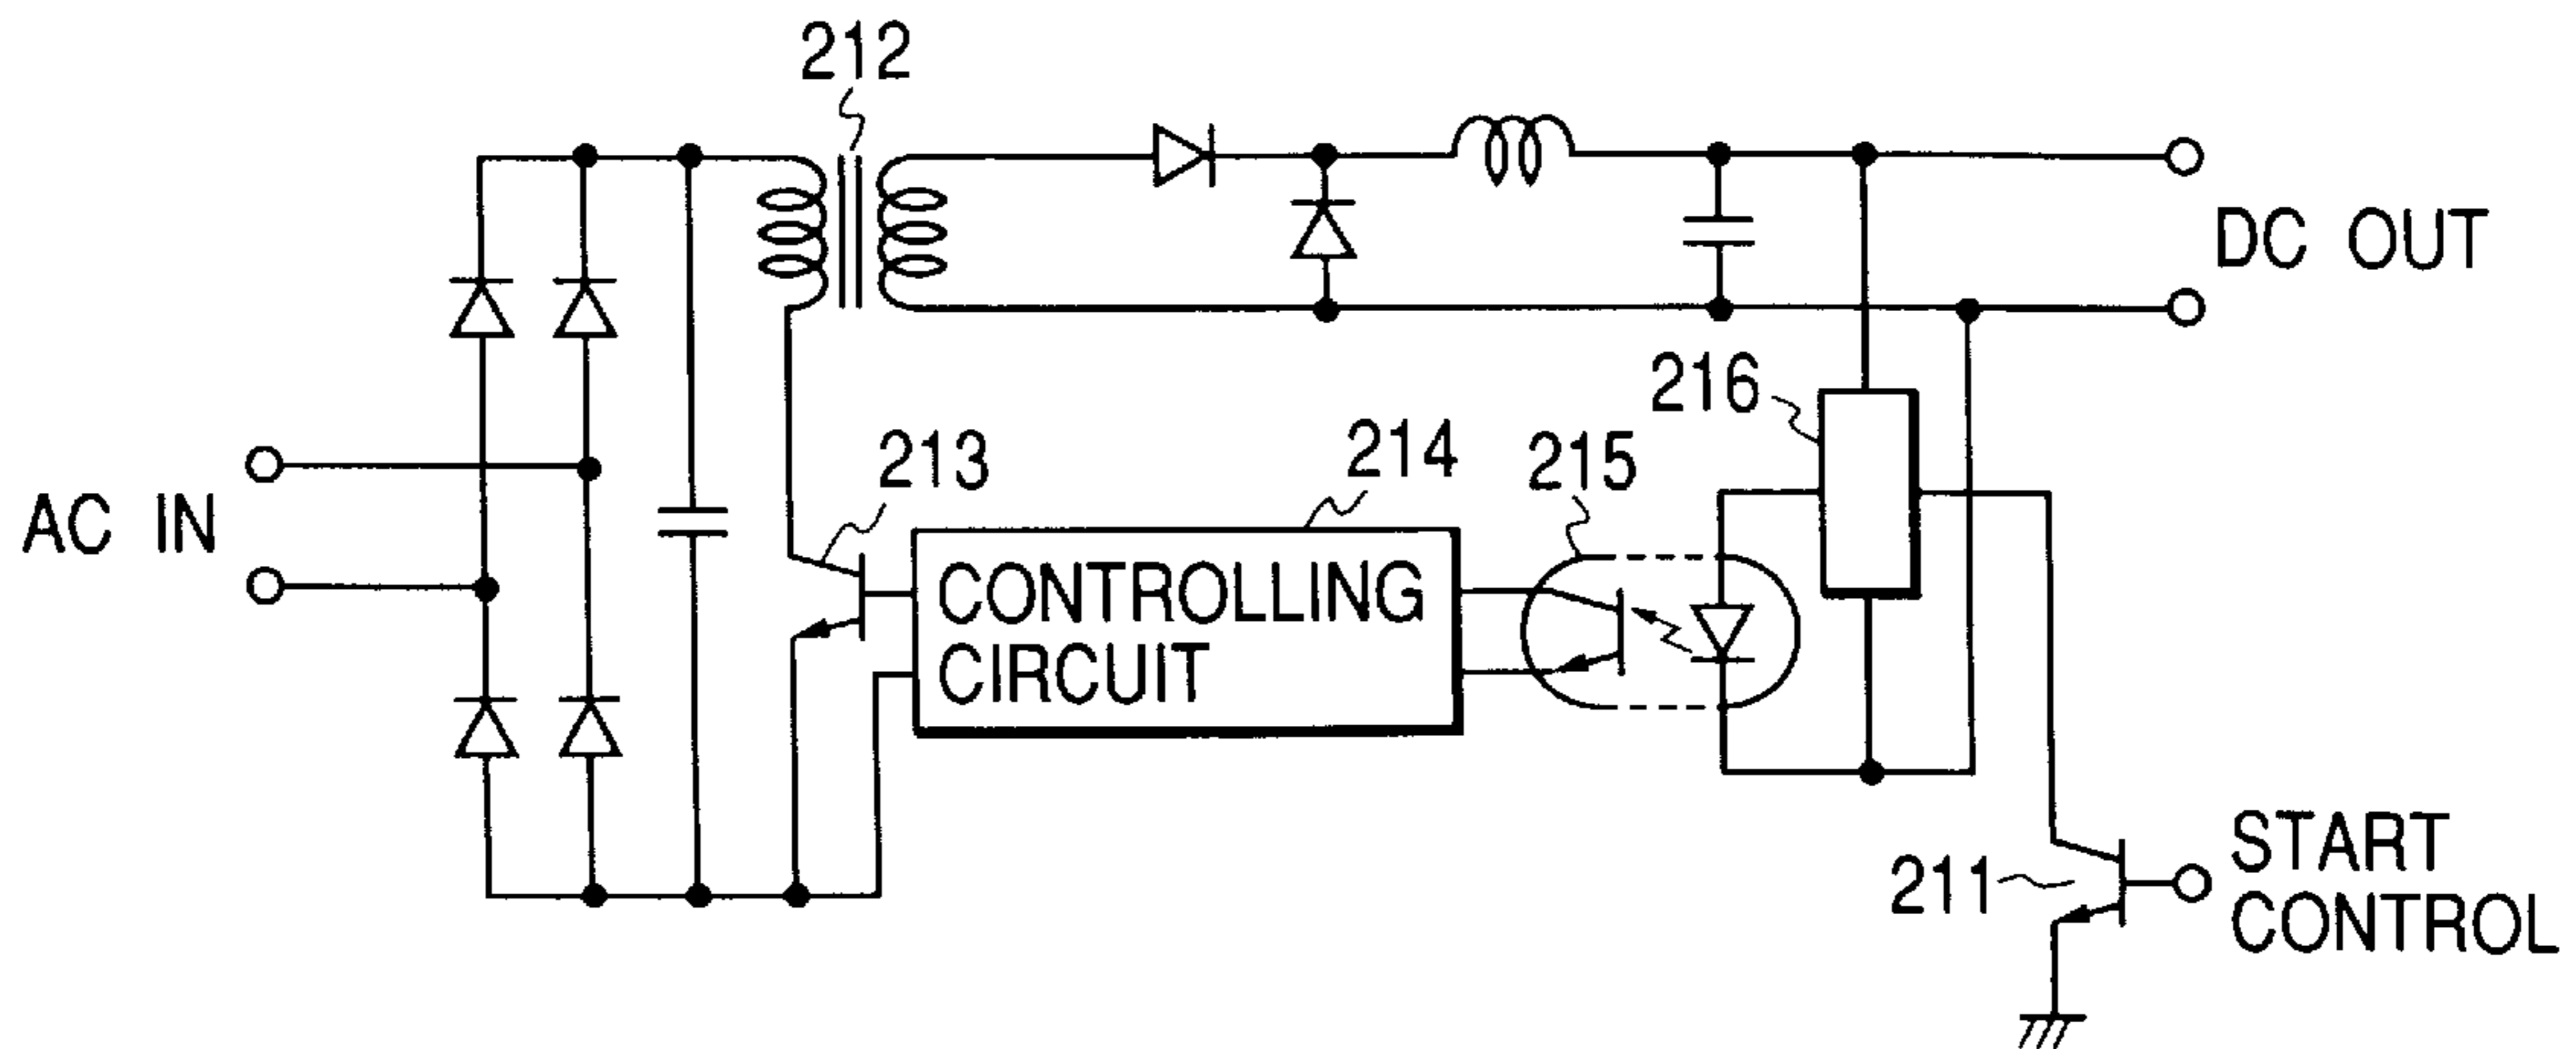 212
DC OUT
216
213
214
215
AC IN
CONTROLLING
CIRCUIT
211
START
CONTROL